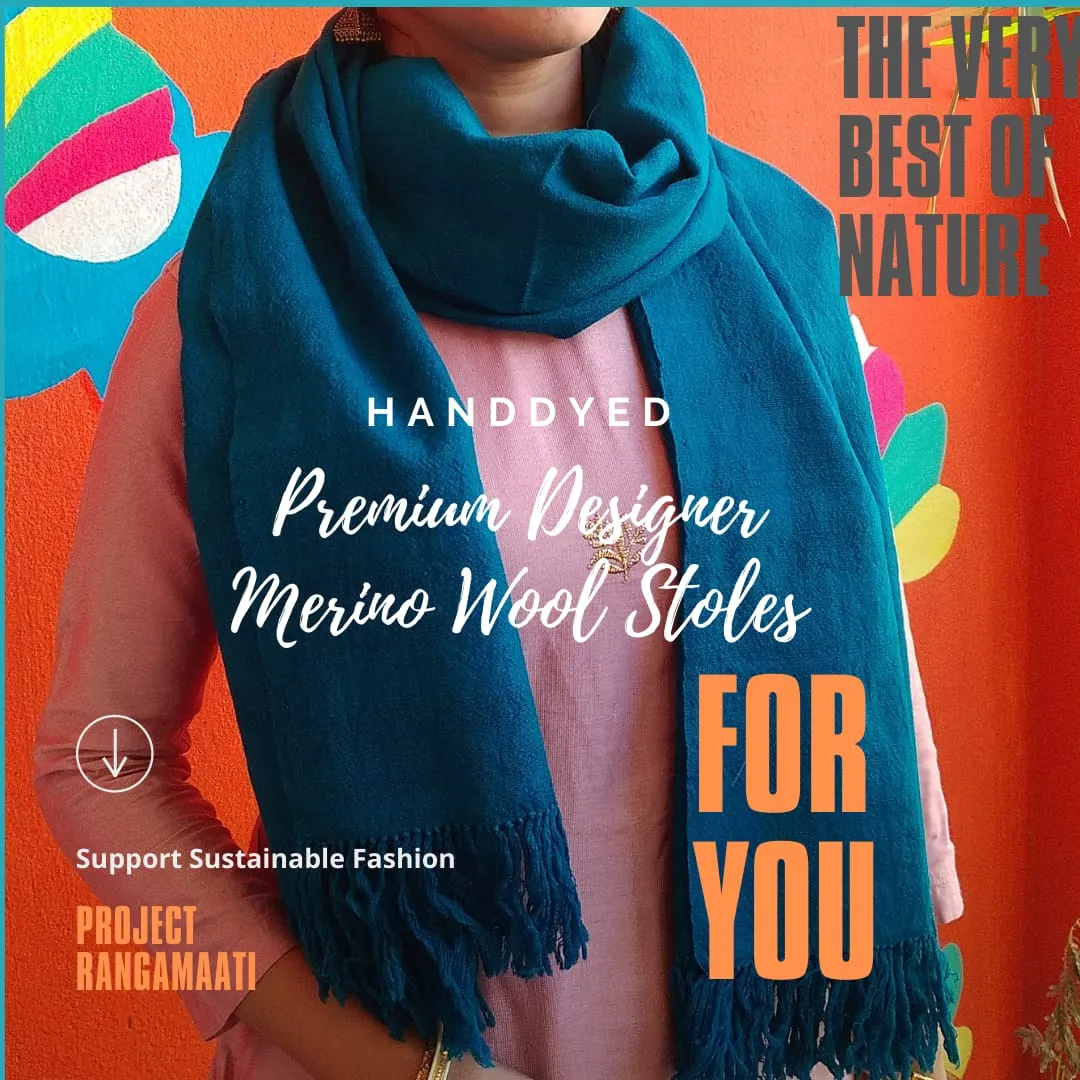 THE VERY
BEST OF
NATURE
HANDDYED
Premium Designer
Merino Wool Stoles
FOR
YOU
Support Sustainable Fashion
PROJECT
RANGAMAATI